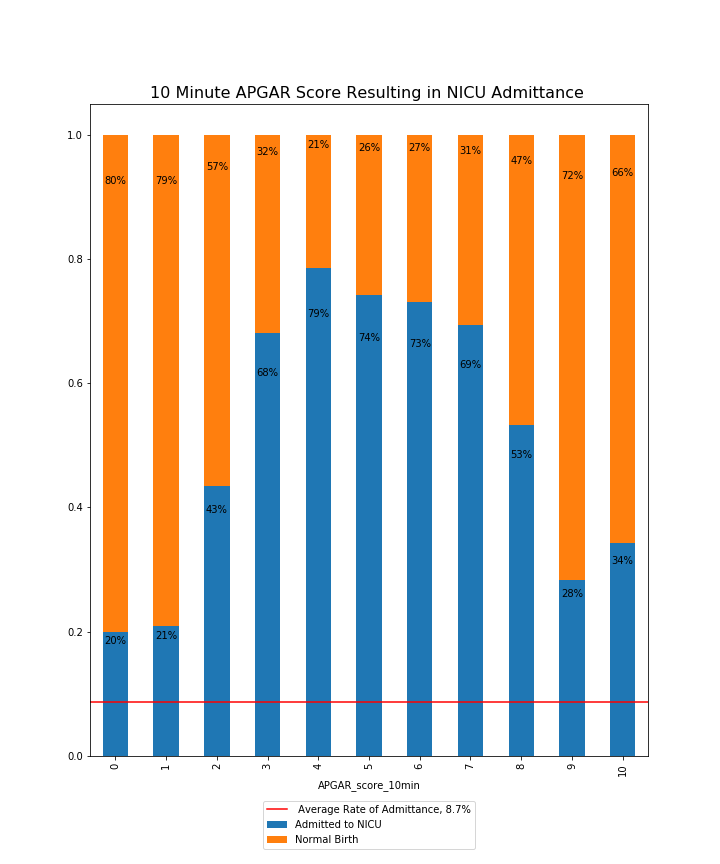 10 Minute APGAR Score Resulting in NICU Admittance
1.0
0.8
0.6
0.4
0.2
0.0
80% 79% 57% 32% 21% 26% 27% 31% 47% 72% 66%
20% 21% 43% 68% 79% 74% 73% 69% 53% 28% 34%
0 1 2 3 4 5 6 7 8 9 10
APGAR_score_10min
Average Rate of Admittance, 8.7%
Admitted to NICU
Normal Birth